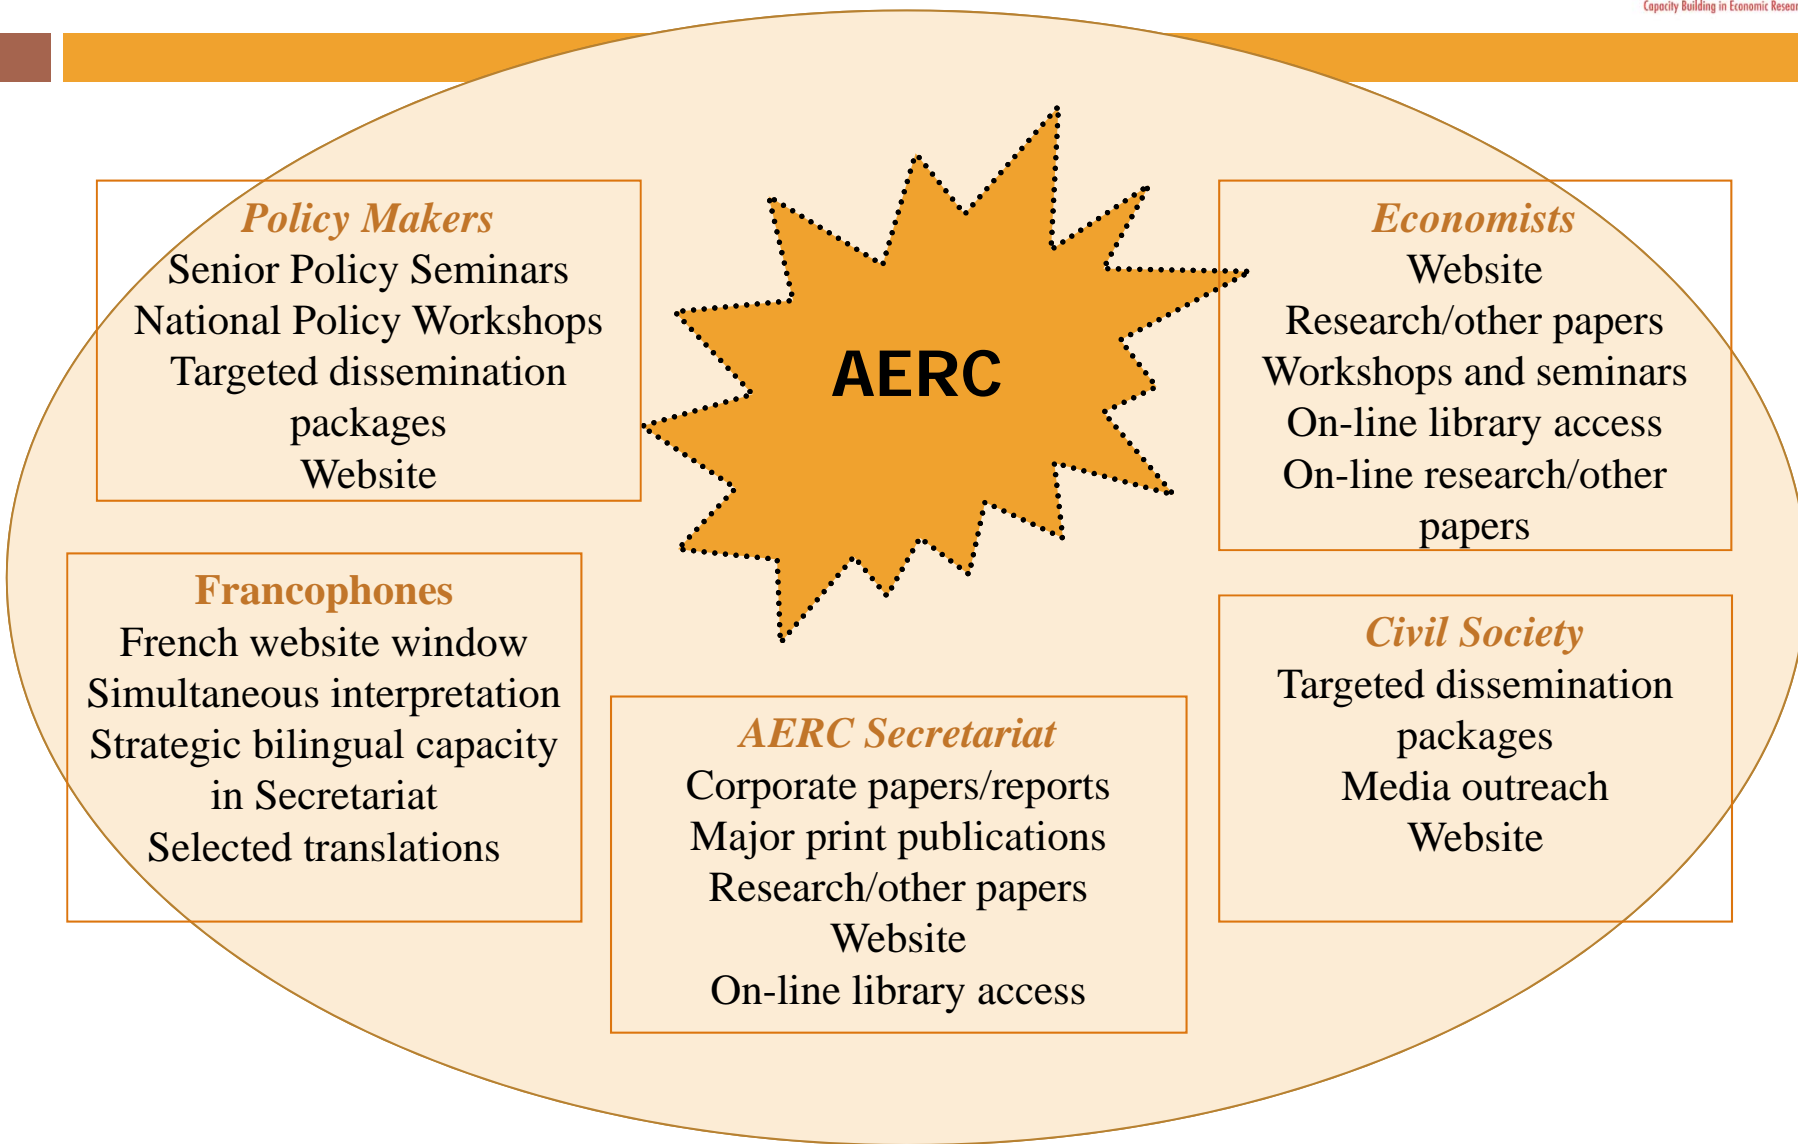 Capacity Building in Economic
Policy Makers
Senior Policy Seminars
National Policy Workshops
Targeted dissemination
packages
Website
AERC
Economists
Website
Research/other papers
Workshops and seminars
On-line library access
On-line research/other
papers
Francophones
French website window
Simultaneous interpretation
Strategic bilingual capacity
in Secretariat
Selected translations
AERC Secretariat
Corporate papers/reports
Major print publications
Research/other papers
Website
On-line library access
Civil Society
Targeted dissemination
packages
Media outreach
Website